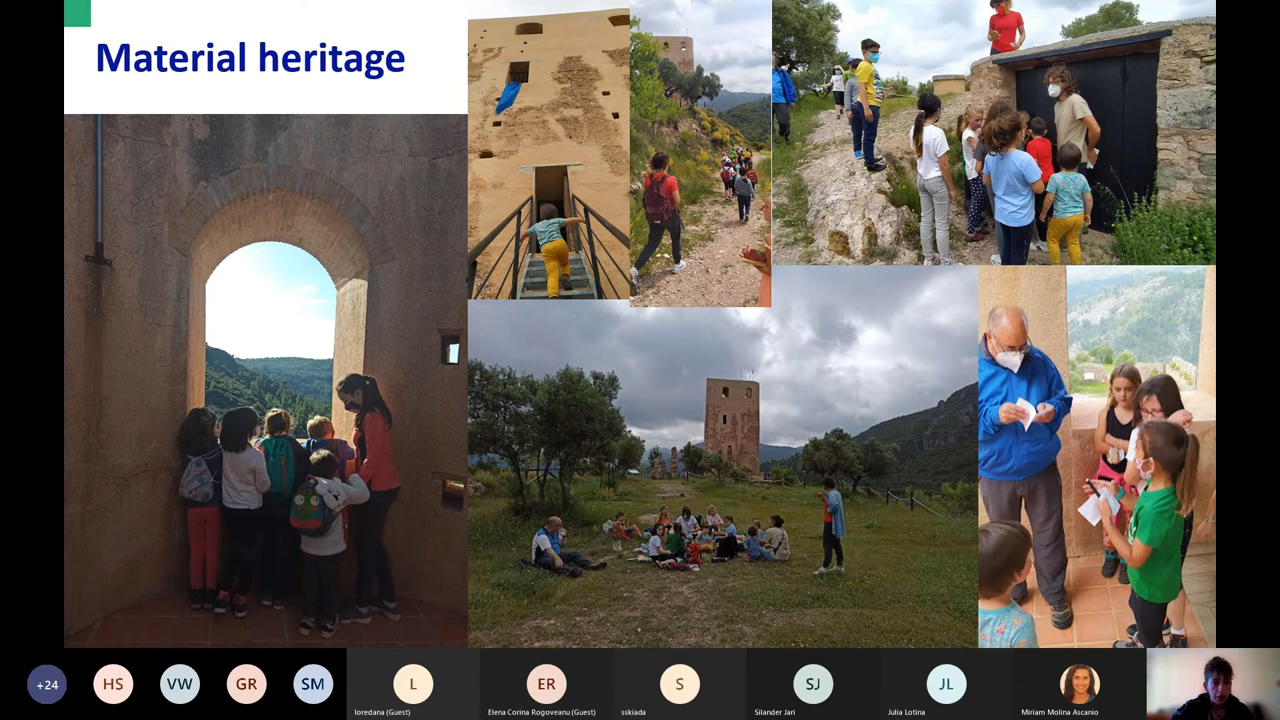 Material heritage
+24
HS
VW
GR
SM
L
ER
S
SJ
JL
loredana (Guest)
Elena Corina Rogoveanu (Guest)
sskiada
Silander Jari
Julia Lotina
Miriam Molina Ascanio